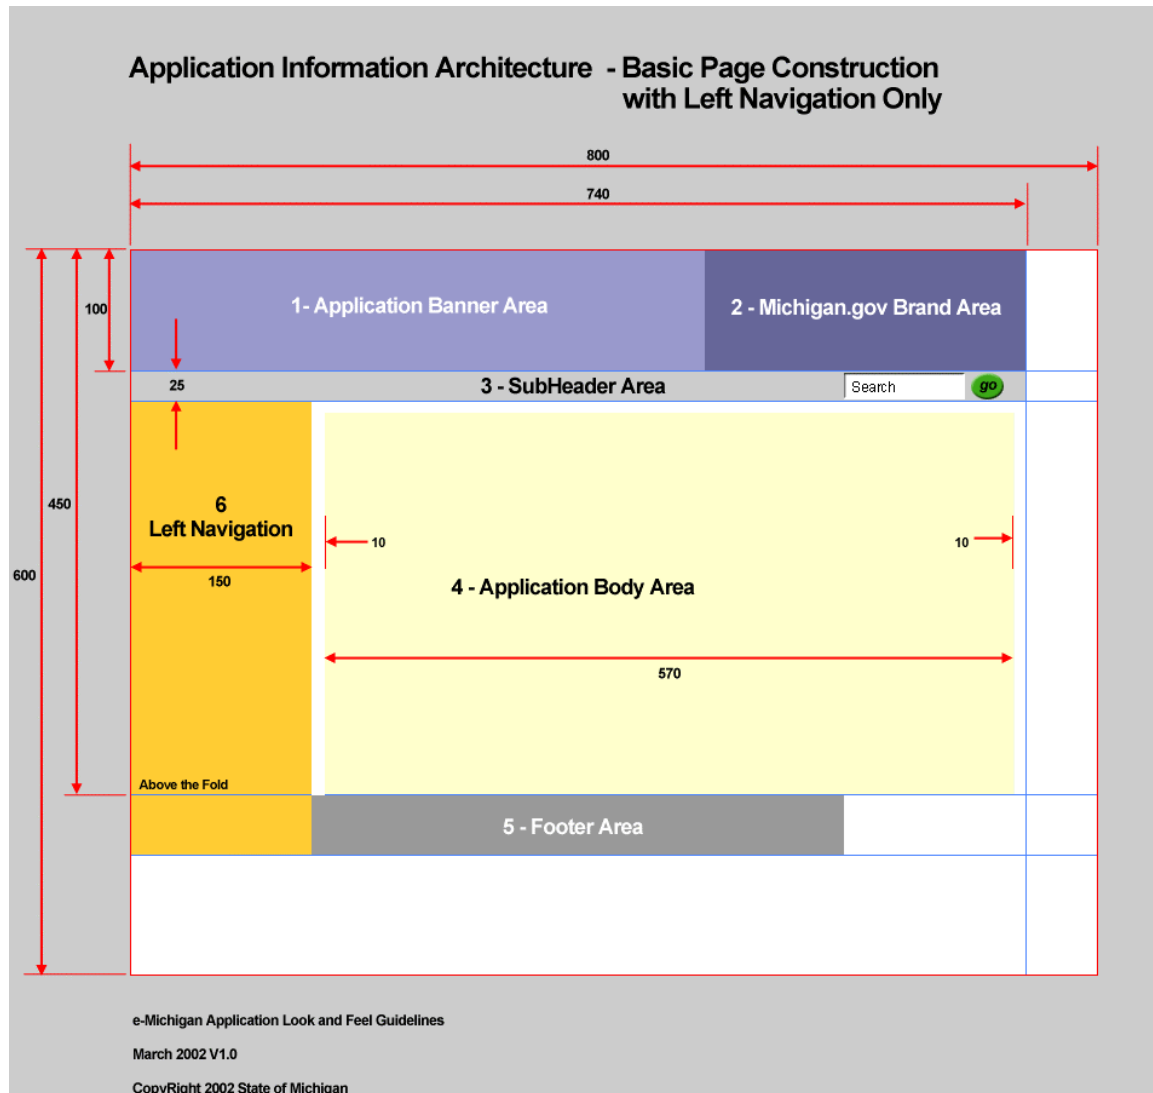 Application Information Architecture - Basic Page Construction
with Left Navigation Only
800
740
100
1- Application Banner Area
2 - Michigan.gov Brand Area
25
3 - SubHeader Area
Search
go
450
6
Left Navigation
10
10
600
150
4 - Application Body Area
570
Above the Fold
5 - Footer Area
e-Michigan Application Look and Feel Guidelines
March 2002 V1.0
CopyRight 2002 State of Michigan